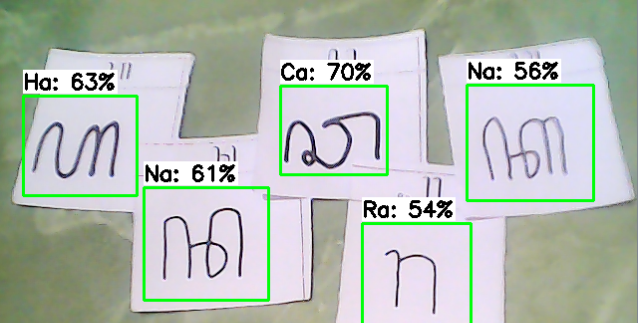 Ha: 63%
ꦲ
Ca: 70%
ꦕ
Na: 56%
ꦤ
Na: 61%
ꦤ
Ra: 54%
ꦫ